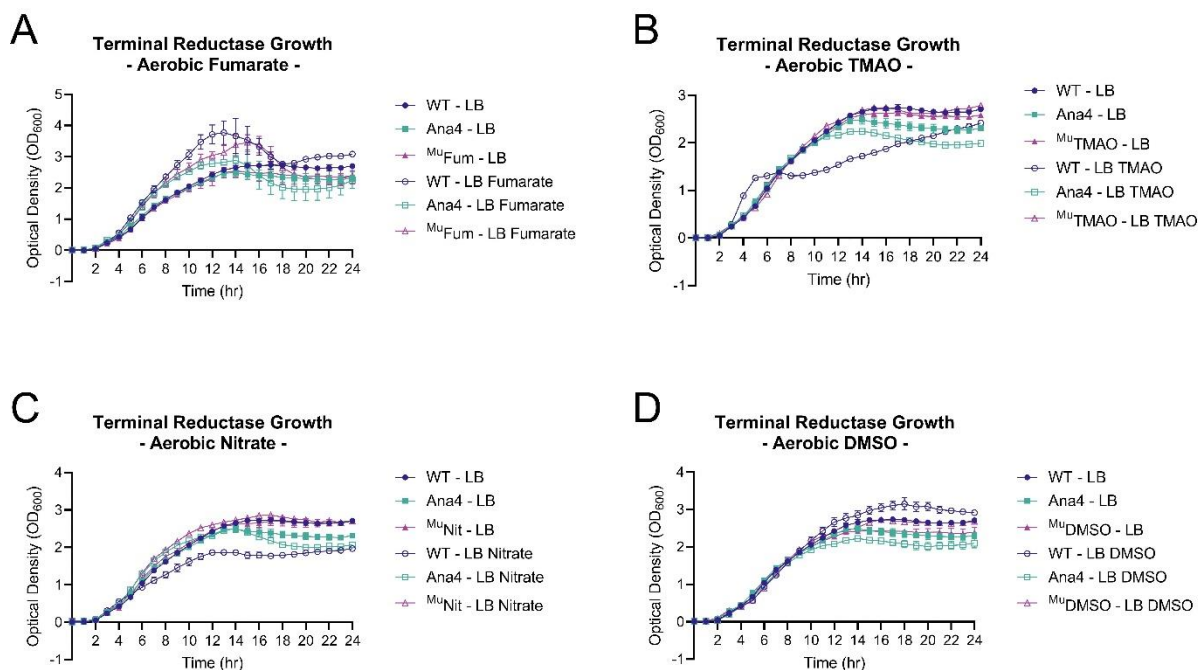 A
Terminal Reductase Growth
- Aerobic Fumarate -
Optical Density (OD600)
5
4
3
2
1
0
-1
2 4 6 8 10 12 14 16 18 20 22 24
Time (hr)
WT - LB
Ana4 - LB
MuFum - LB
WT - LB Fumarate
Ana4 - LB Fumarate
MuFum - LB Fumarate
B
Terminal Reductase Growth
- Aerobic TMAO -
Optical Density (OD600)
3
2
1
0
-1
2 4 6 8 10 12 14 16 18 20 22 24
Time (hr)
WT - LB
Ana4 - LB
MuTMAO - LB
WT - LB TMAO
Ana4 - LB TMAO
MuTMAO - LB TMAO
C
Terminal Reductase Growth
- Aerobic Nitrate -
Optical Density (OD600)
4
3
2
1
0
-1
2 4 6 8 10 12 14 16 18 20 22 24
Time (hr)
WT - LB
Ana4 - LB
MuNit - LB
WT - LB Nitrate
Ana4 - LB Nitrate
MuNit - LB Nitrate
D
Terminal Reductase Growth
- Aerobic DMSO -
Optical Density (OD600)
4
3
2
1
0
-1
2 4 6 8 10 12 14 16 18 20 22 24
Time (hr)
WT - LB
Ana4 - LB
MuDMSO - LB
WT - LB DMSO
Ana4 - LB DMSO
MuDMSO - LB DMSO